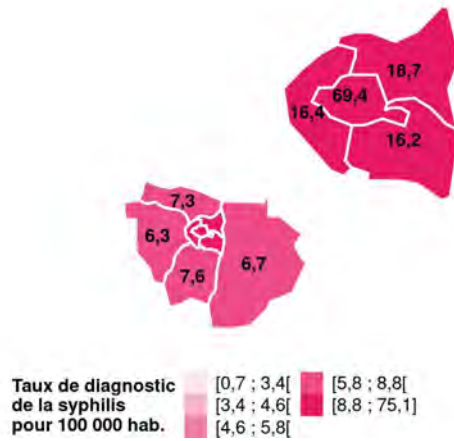 18,7
69,4
16,4
16,2
7,3
6,3
7,6
6,7
Taux de diagnostic
de la syphilis
pour 100 000 hab.
[0,7 ; 3,4[
[3,4 ; 4,6[
[4,6 ; 5,8[
[5,8 ; 8,8[
[8,8 ; 75,1]